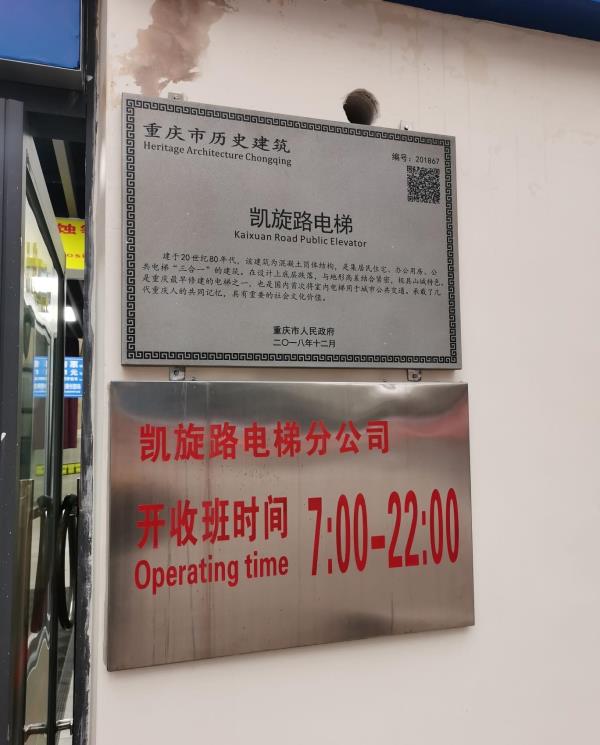 重庆市历史建筑
Heritage Architecture Chongqing
编号：201867
凯旋路电梯
Kaixuan Road Public Elevator
建于20世纪80年代，该建筑为混凝土筒体结构，是集居民住宅、办公用房、公
共电梯“三合一”的建筑。在设计上底层跌落，与地形高差结合紧密，极具山城特色。
是重庆最早修建的电梯之一，也是国内首次将室内电梯用于城市公共交通。承载了几
代重庆人的共同记忆，具有重要的社会文化价值。
重庆市人民政府
二〇一八年十二月
凯旋路电梯分公司
开收班时间 7:00-22:00
Operating time